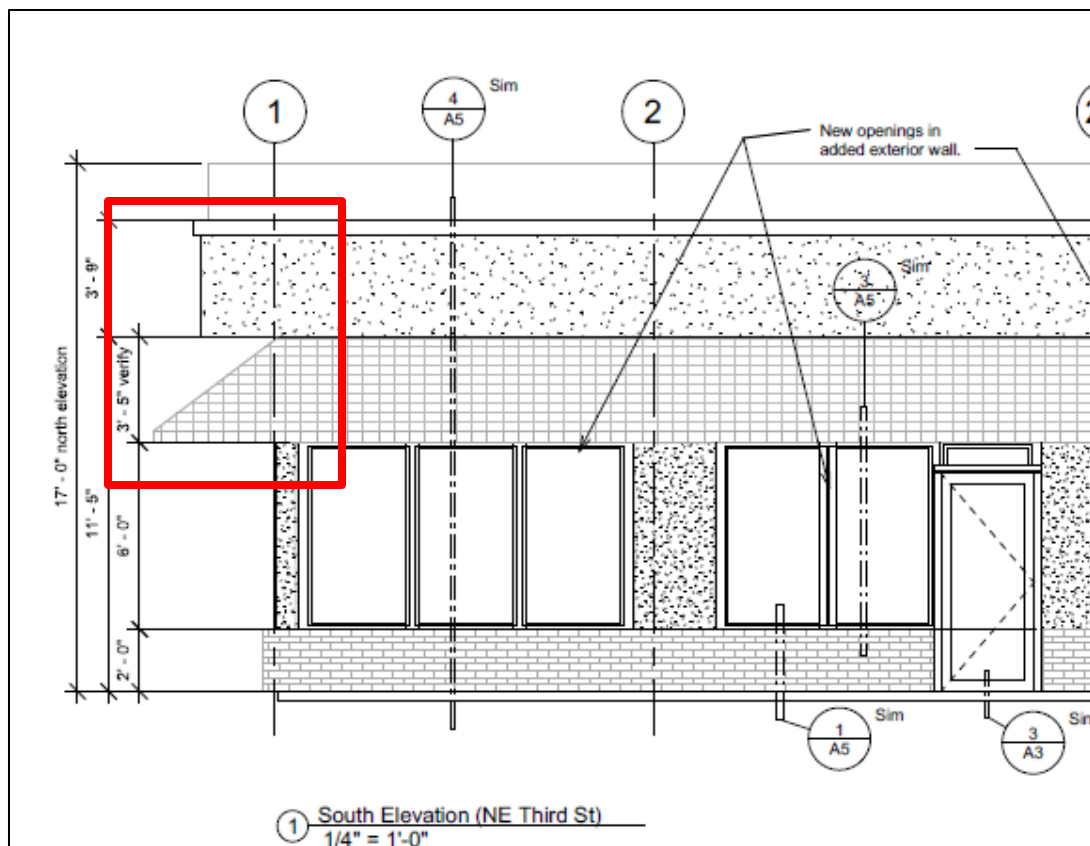 1
4
A5
Sim
2
New openings in
added exterior wall.
3' - 9"
Sim
A5
3' - 5" verify
17' - 0" north elevation
11' - 5"
6' - 0"
2' - 0"
1
A5
Sim
3
A3
1
South Elevation (NE Third St)
1/4" = 1'-0"